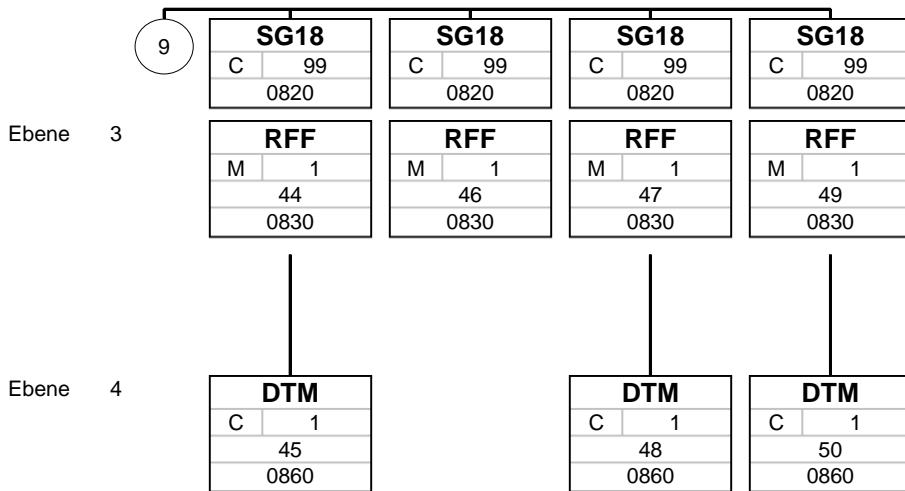 9
SG18 SG18 SG18 SG18
C 99 C 99 C 99 C 99
0820 0820 0820 0820
Ebene 3
RFF RFF RFF RFF
M 1 M 1 M 1 M 1
44 46 47 49
0830 0830 0830 0830
Ebene 4
DTM DTM DTM
C 1 C 1 C 1
45 48 50
0860 0860 0860